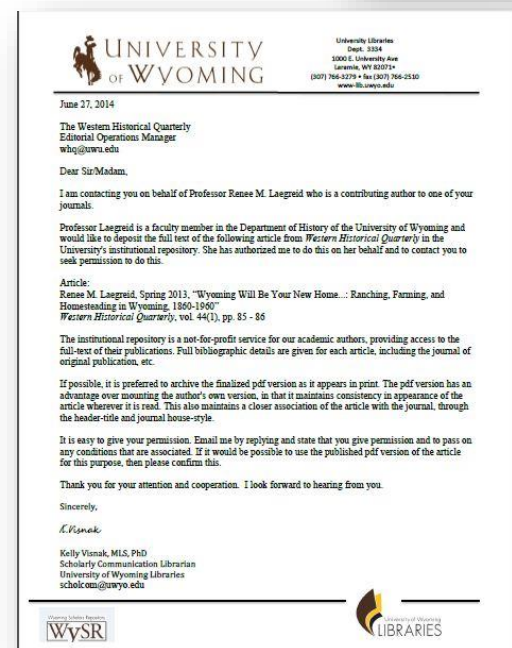 UNIVERSITY
OF WYOMING
University Libraries
Dept. 3334
1000 E. University Ave
Laramie, WY 82071•
(307) 766-3279 • fax (307) 766-2510
www-lib.uwyo.edu
June 27, 2014
The Western Historical Quarterly
Editorial Operations Manager
whq@uwu.edu
Dear Sir/Madam,
I am contacting you on behalf of Professor Renee M. Laegreid who is a contributing author to one of your
journals.
Professor Laegreid is a faculty member in the Department of History of the University of Wyoming and
would like to deposit the full text of the following article from Western Historical Quarterly in the
University's institutional repository. She has authorized me to do this on her behalf and to contact you to
seek permission to do this.
Article:
Renee M. Laegreid, Spring 2013, "Wyoming Will Be Your New Home...: Ranching, Farming, and
Homesteading in Wyoming, 1860-1960"
Western Historical Quarterly, vol. 44(1), pp. 85 - 86
The institutional repository is a not-for-profit service for our academic authors, providing access to the
full-text of their publications. Full bibliographic details are given for each article, including the journal of
original publication, etc.
If possible, it is preferred to archive the finalized pdf version as it appears in print. The pdf version has an
advantage over mounting the author's own version, in that it maintains consistency in appearance of the
article wherever it is read. This also maintains a closer association of the article with the journal, through
the header-title and journal house-style.
It is easy to give your permission. Email me by replying and state that you give permission and to pass on
any conditions that are associated. If it would be possible to use the published pdf version of the article
for this purpose, then please confirm this.
Thank you for your attention and cooperation. I look forward to hearing from you.
Sincerely,
K.Visnak
Kelly Visnak, MLS, PhD
Scholarly Communication Librarian
University of Wyoming Libraries
scholcom@uwyo.edu
Wyoming Scholars Repository
WySR
University of Wyoming
LIBRARIES